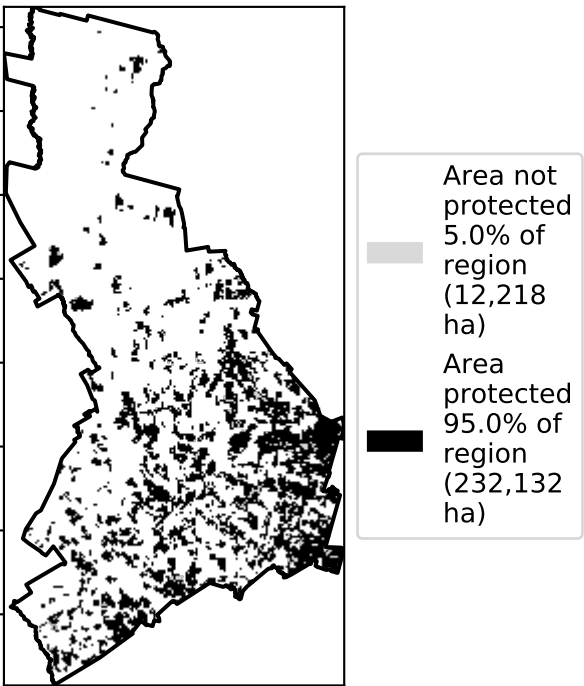 Area not
protected
5.0% of
region
(12,218
ha)
Area
protected
95.0% of
region
(232,132
ha)